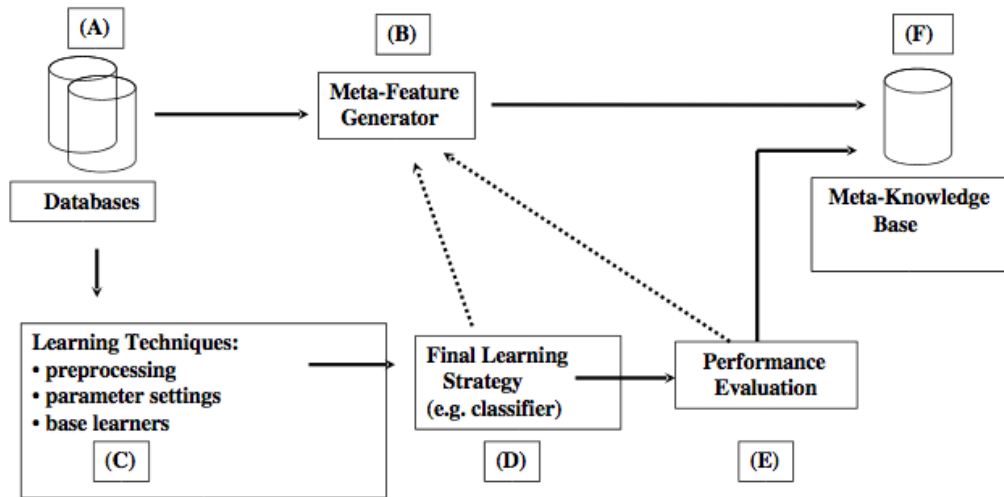 (A)
(B)
(F)
Meta-Feature
Generator
Databases
Meta-Knowledge
Base
Learning Techniques:
• preprocessing
• parameter settings
• base learners
(C)
Final Learning
Strategy
(e.g. classifier)
(D)
Performance
Evaluation
(E)